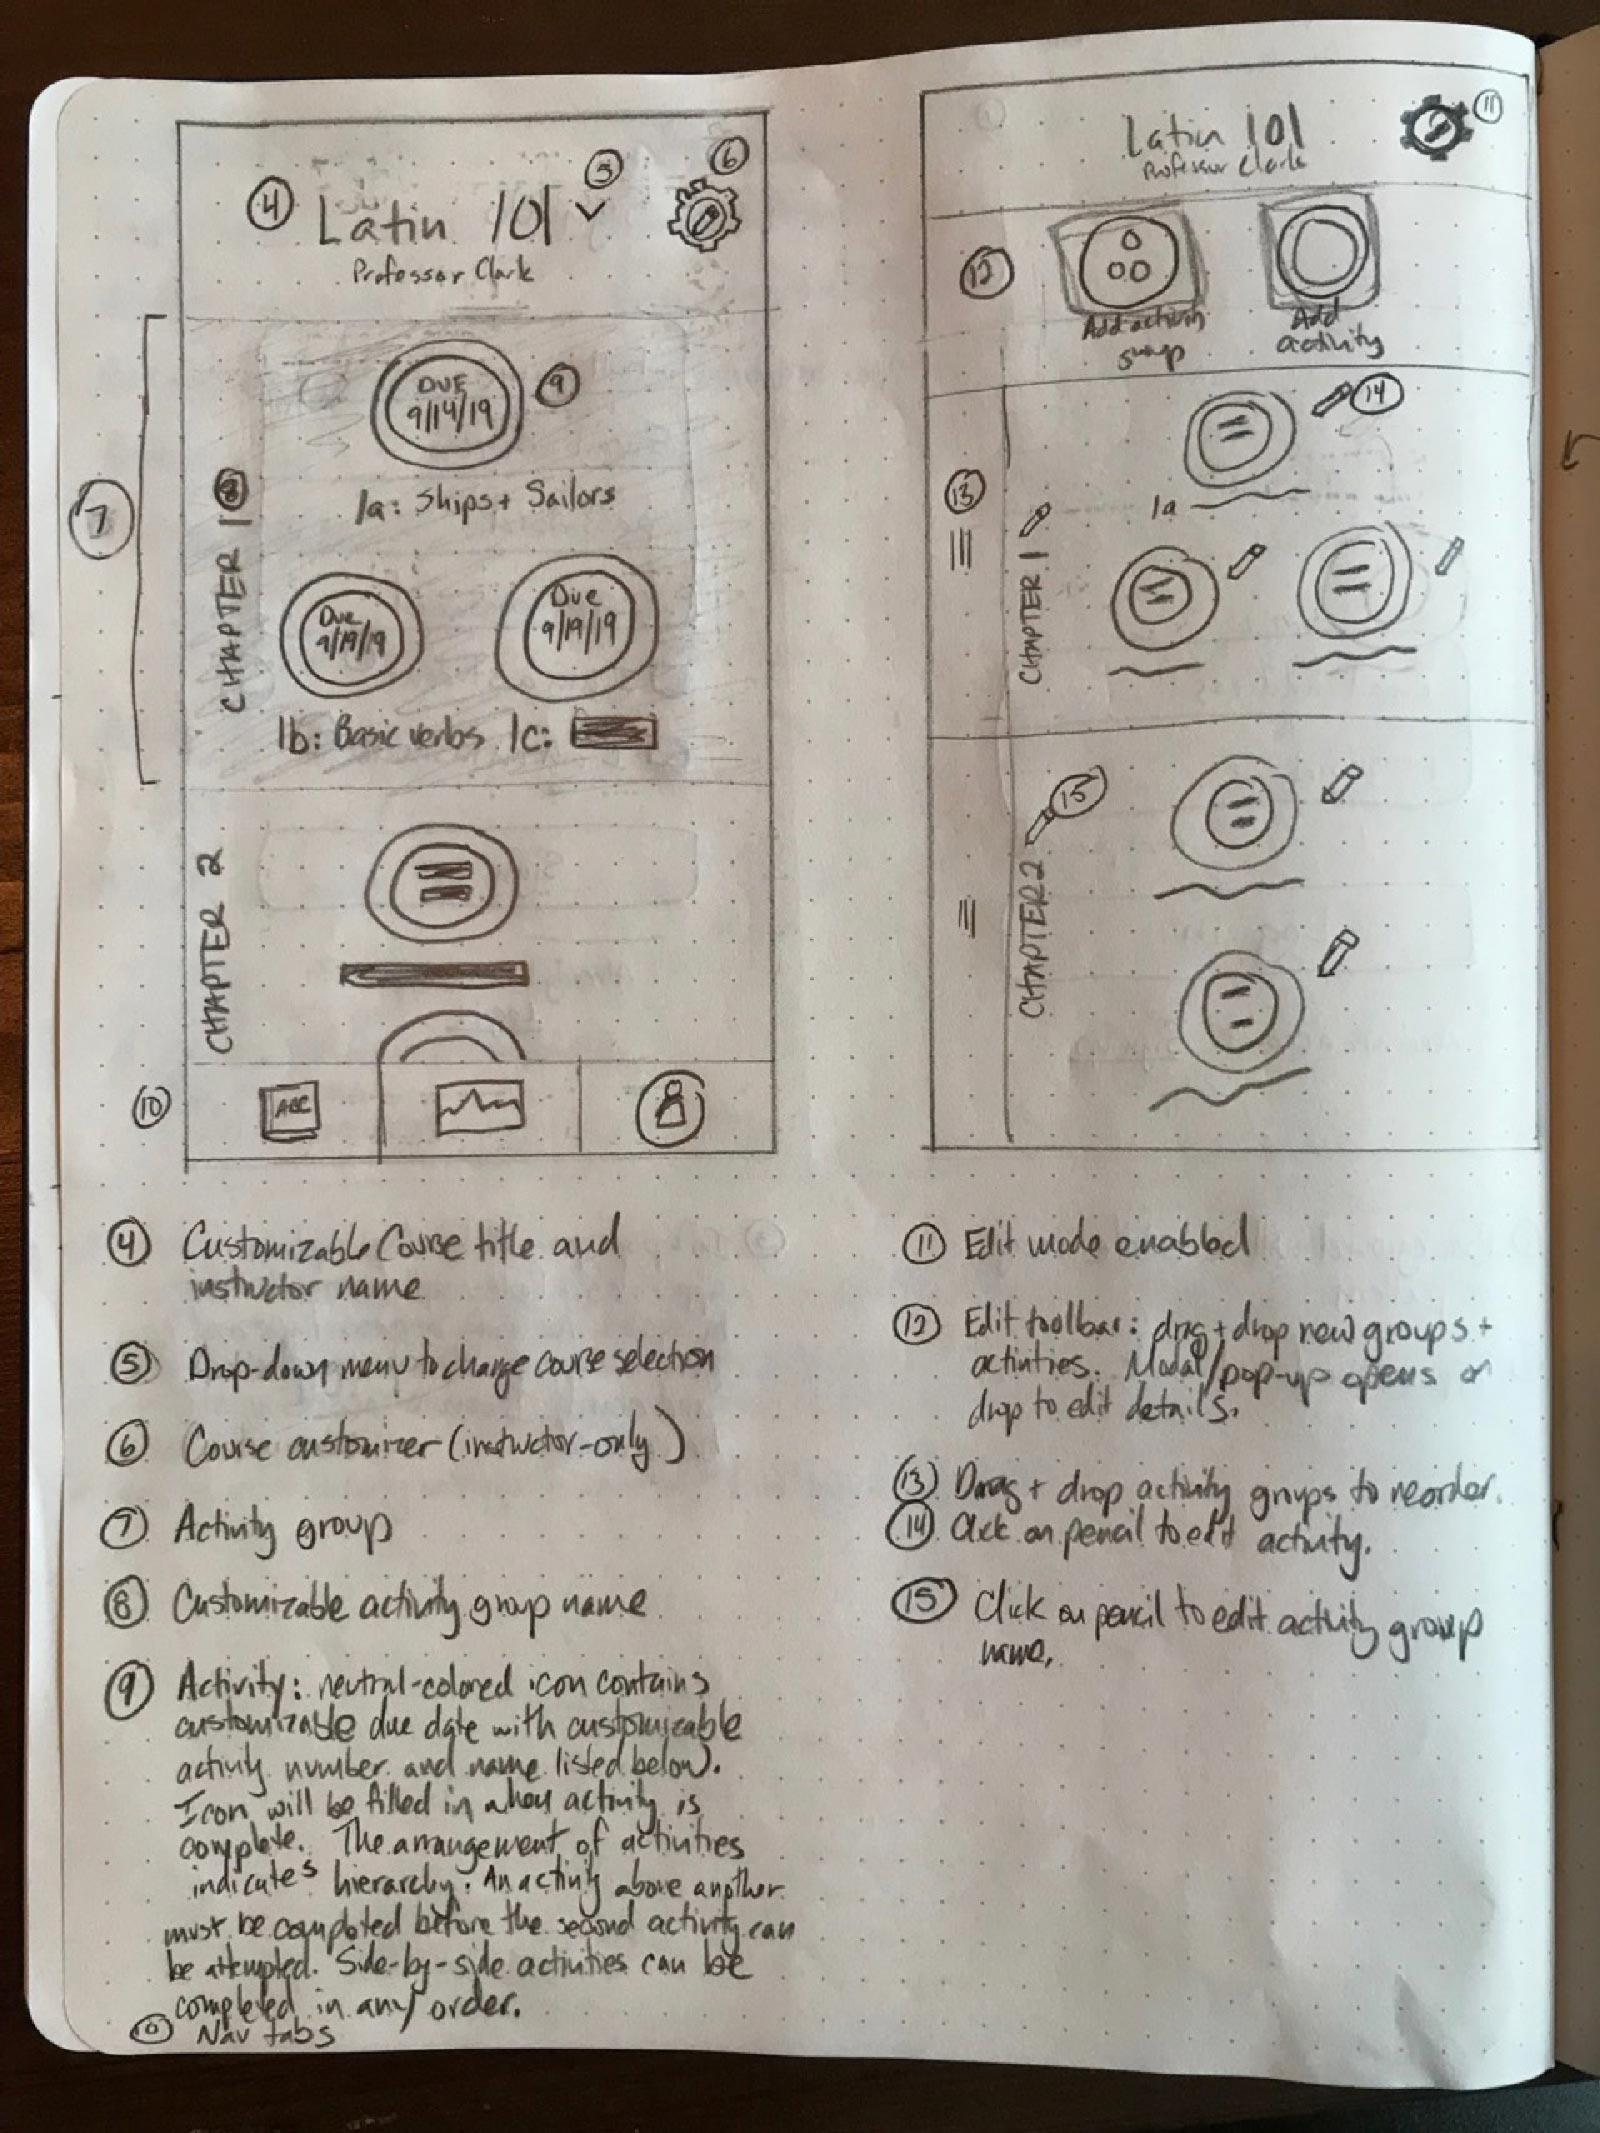 4 Latin 101 5 6
Professor Clark
7
CHAPTER 1 8
DUE
9/14/19
9
1a: Ships + Sailors
Due
9/19/19
Due
9/19/19
1b: Basic verbs 1c:
CHAPTER 2
10
ABC
4 Customizable Course title and
instructor name
5 Drop-down menu to change course selection
6 Course customizer (instructor-only)
7 Activity group
8 Customizable activity group name
9 Activity: neutral-colored icon contains
customizable due date with customizable
activity number and name listed below.
Icon will be filled in when activity is
complete. The arrangement of activities
indicates hierarchy. An activity above another
must be completed before the second activity can
be attempted. Side-by-side activities can be
completed in any order.
10 Nav tabs
Latin 101
Professor Clark
11
12
Add activity
group
Add
activity
13
CHAPTER 1
14
1a
CHAPTER 2
15
11 Edit mode enabled
12 Edit toolbar: drag + drop new groups +
activities. Modal/pop-up opens on
drop to edit details.
13 Drag + drop activity groups to reorder.
14 Click on pencil to edit activity.
15 Click on pencil to edit activity group
name.